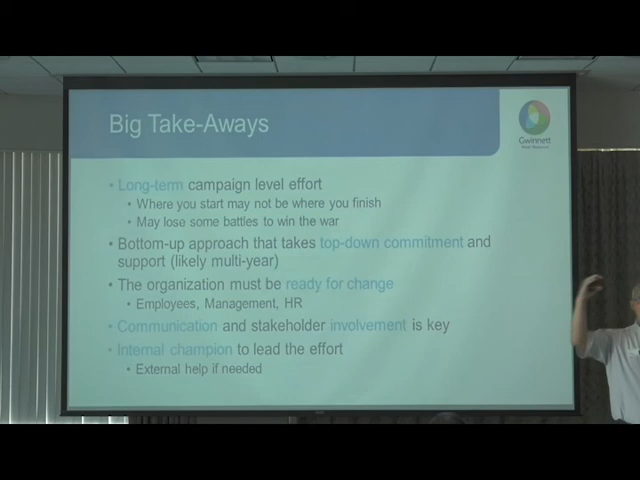 Big Take-Aways
Gwinnett
Water Resources
• Long-term campaign level effort
• Where you start may not be where you finish
• May lose some battles to win the war
• Bottom-up approach that takes top-down commitment and
support (likely multi-year)
• The organization must be ready for change
• Employees, Management, HR
• Communication and stakeholder involvement is key
• Internal champion to lead the effort
• External help if needed